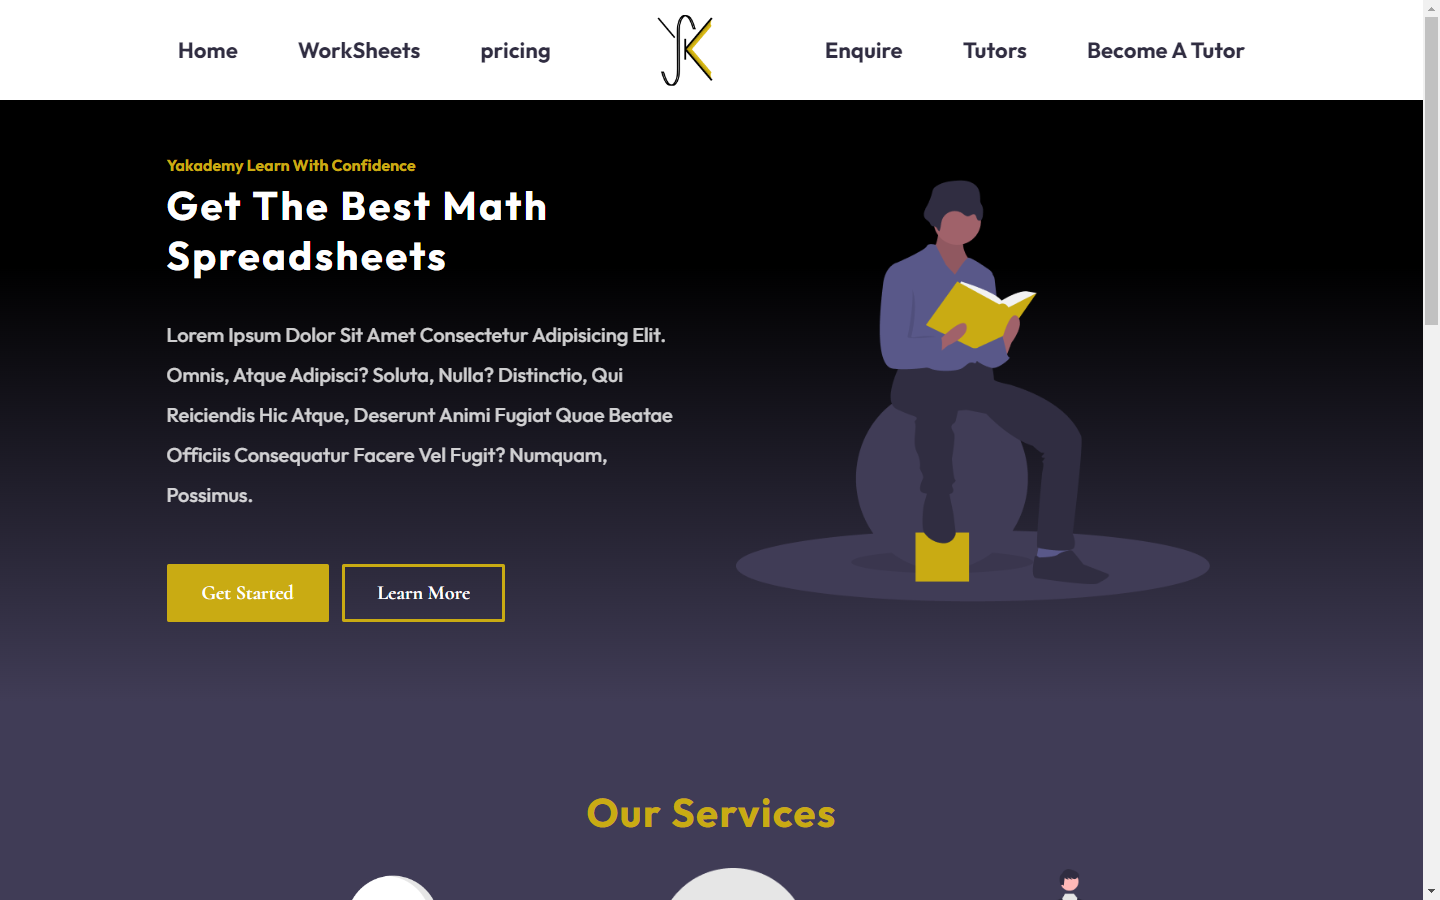 Home WorkSheets pricing Enquire Tutors Become A Tutor
Yakademy Learn With Confidence
Get The Best Math
Spreadsheets
Lorem Ipsum Dolor Sit Amet Consectetur Adipisicing Elit.
Omnis, Atque Adipisci? Soluta, Nulla? Distinctio, Qui
Reiciendis Hic Atque, Deserunt Animi Fugiat Quae Beatae
Officiis Consequatur Facere Vel Fugit? Numquam,
Possimus.
Get Started Learn More
Our Services